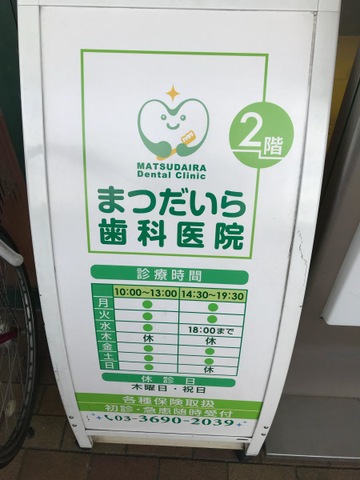 MATSUDAIRA
Dental Clinic
2階
まつだいら
歯科医院
診療時間
10:00〜13:00 14:30〜19:30
月 ● ●
火 ● ●
水 ● 18:00まで
木 休 休
金 ● ●
土 ● ●
日 ● ●
休診日
木曜日・祝日
各種保険取扱
初診・急患随時受付
03-3690-2039